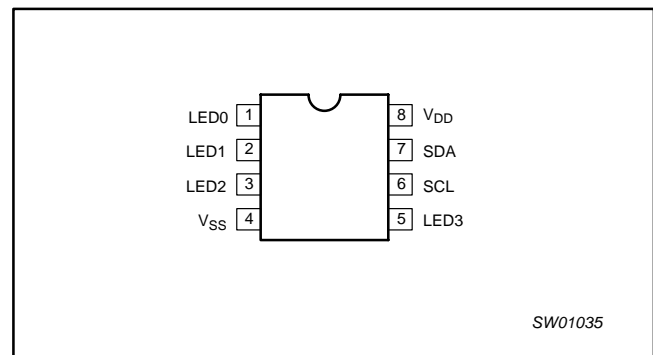 LED0 1 8 VDD
LED1 2 7 SDA
LED2 3 6 SCL
VSS 4 5 LED3
SW01035